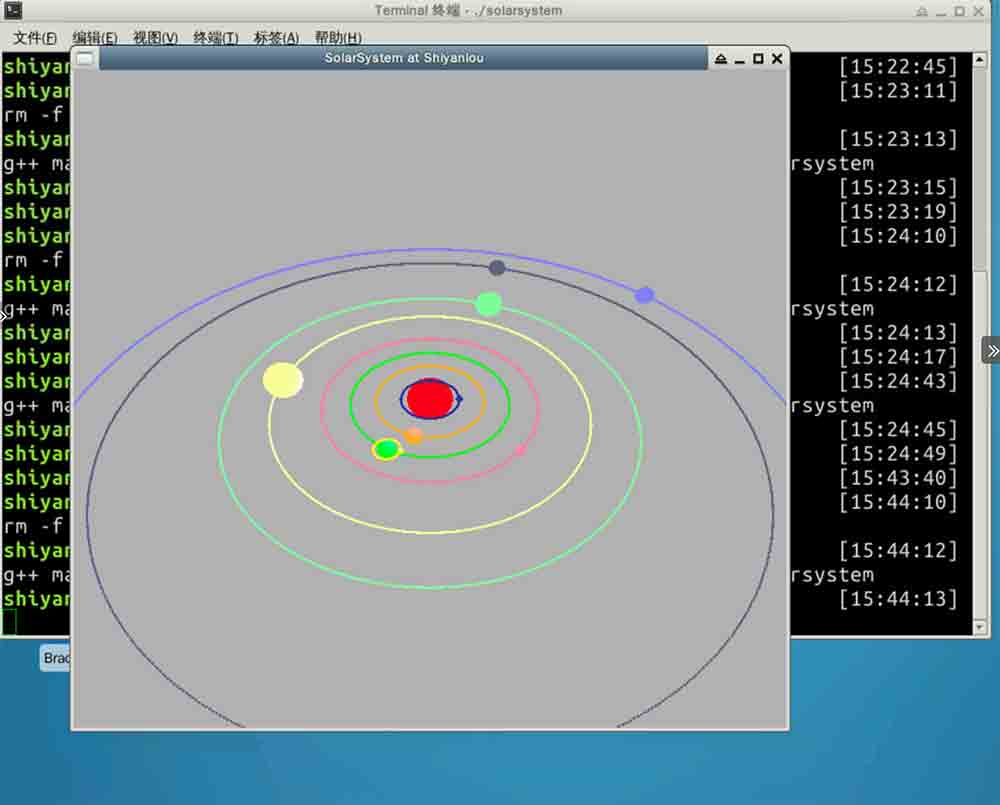 Terminal 终端 - ./solarsystem
文件(F) 编辑(E) 视图(V) 终端(T) 标签(A) 帮助(H)
SolarSystem at Shiyanlou
shiyan [15:22:45]
shiyan [15:23:11]
rm -f
shiyan [15:23:13]
g++ ma rsystem
shiyan [15:23:15]
shiyan [15:23:19]
shiyan [15:24:10]
rm -f
shiyan [15:24:12]
g++ ma rsystem
shiyan [15:24:13]
shiyan [15:24:17]
shiyan [15:24:43]
g++ ma rsystem
shiyan [15:24:45]
shiyan [15:24:49]
shiyan [15:43:40]
shiyan [15:44:10]
rm -f
shiyan [15:44:12]
g++ ma rsystem
shiyan [15:44:13]
Brac